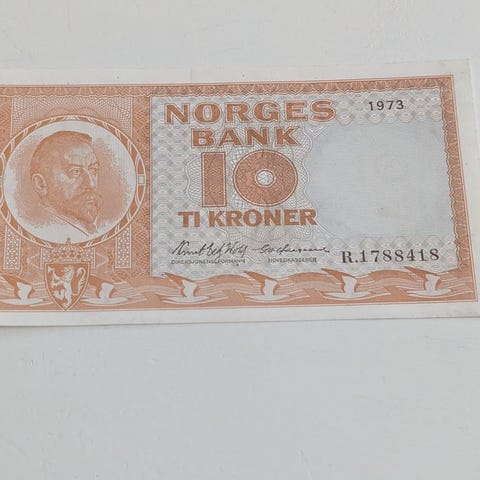 NORGES 1973
BANK
10
TI KRONER
DIREKSJONENS FORMANN HOVEDKASSERER
R.1788418